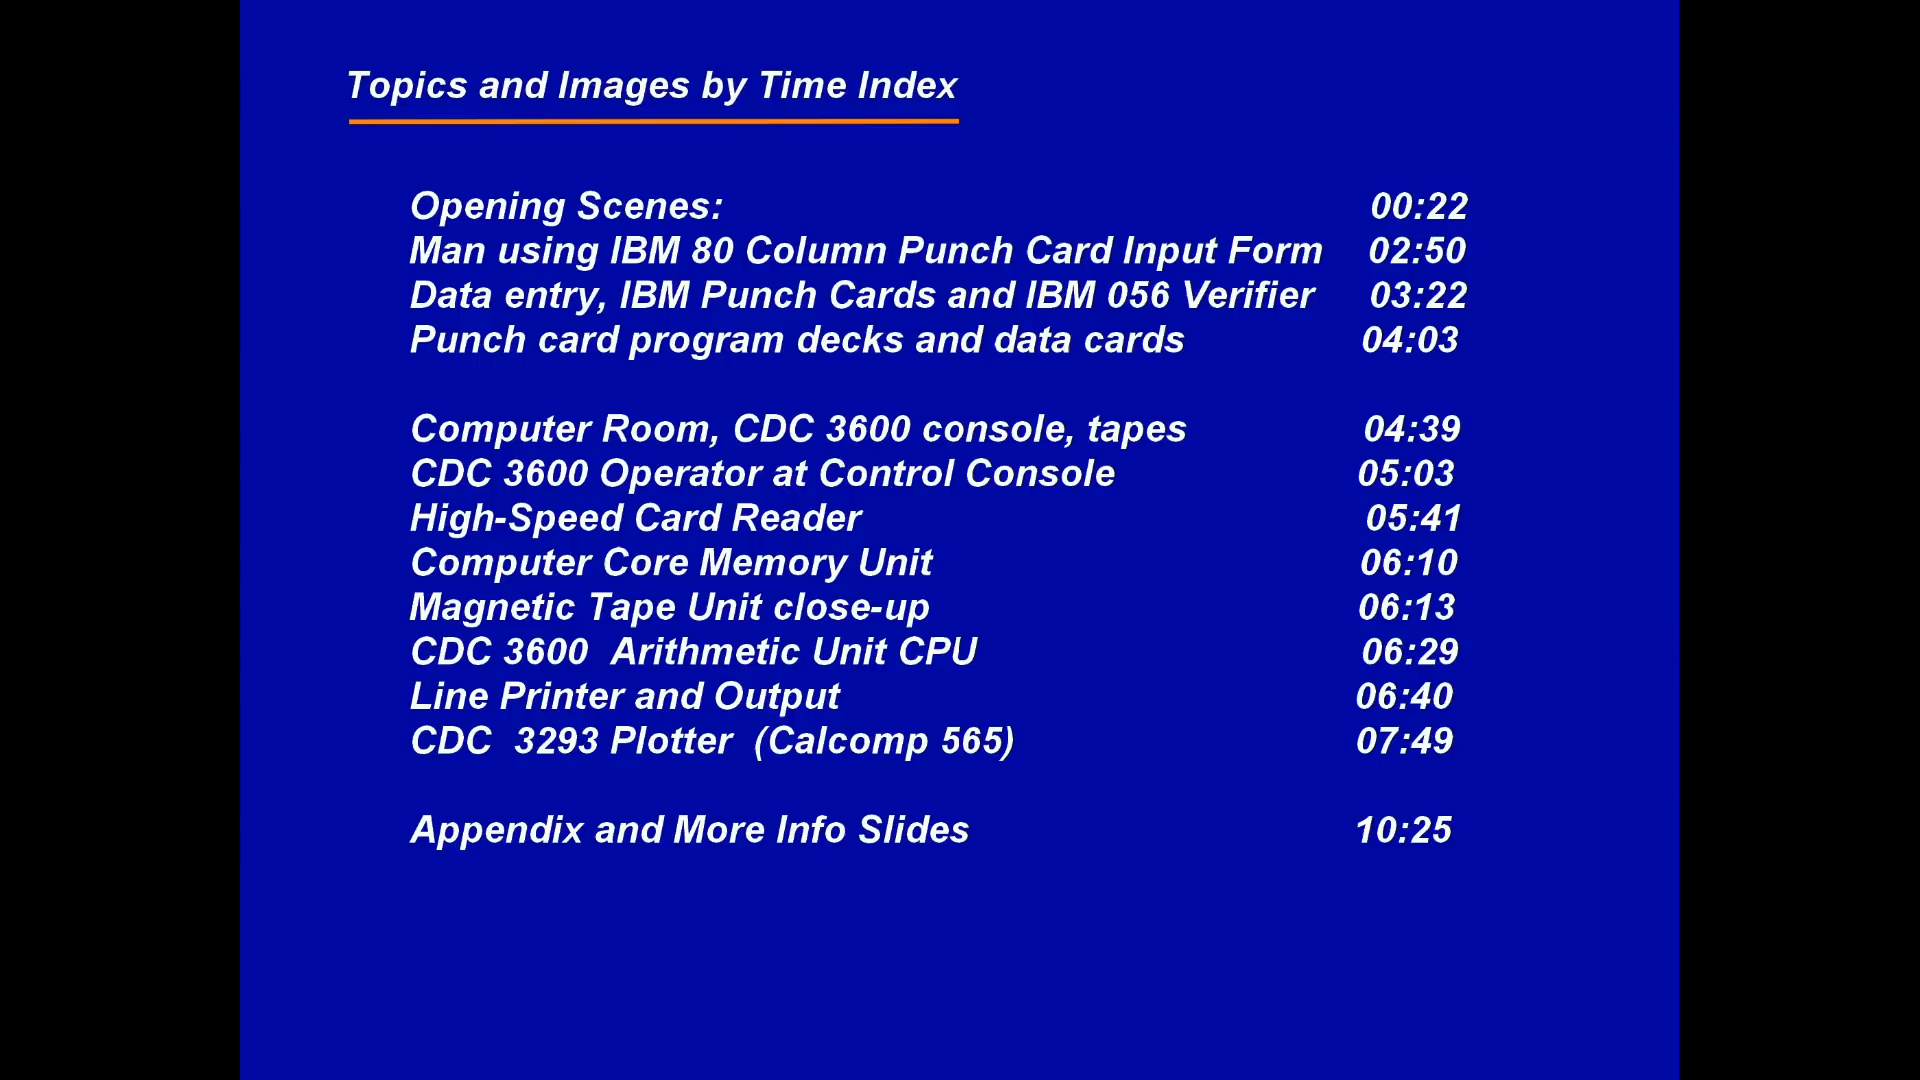 Topics and Images by Time Index
Opening Scenes: 00:22
Man using IBM 80 Column Punch Card Input Form 02:50
Data entry, IBM Punch Cards and IBM 056 Verifier 03:22
Punch card program decks and data cards 04:03
Computer Room, CDC 3600 console, tapes 04:39
CDC 3600 Operator at Control Console 05:03
High-Speed Card Reader 05:41
Computer Core Memory Unit 06:10
Magnetic Tape Unit close-up 06:13
CDC 3600 Arithmetic Unit CPU 06:29
Line Printer and Output 06:40
CDC 3293 Plotter (Calcomp 565) 07:49
Appendix and More Info Slides 10:25